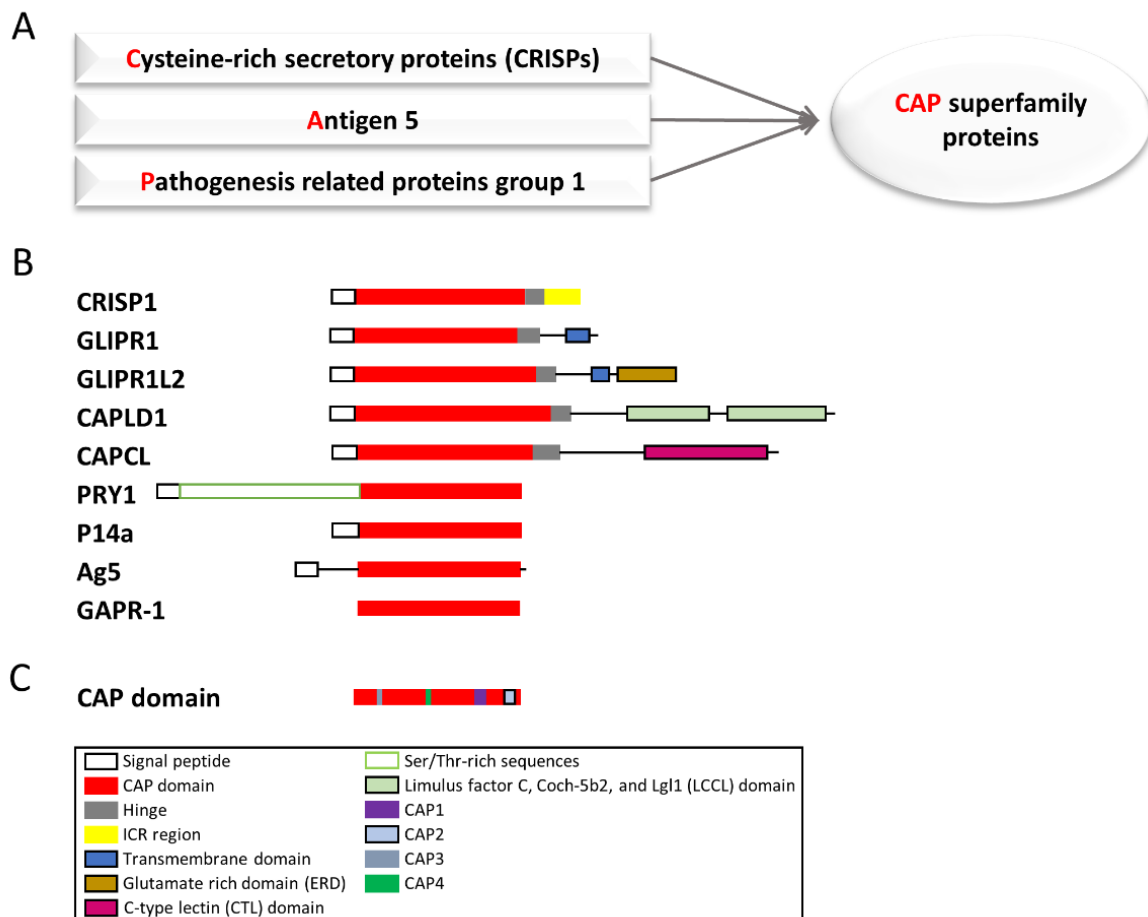 A
Cysteine-rich secretory proteins (CRISPs)
Antigen 5
Pathogenesis related proteins group 1
CAP superfamily
proteins
B
CRISP1
GLIPR1
GLIPR1L2
CAPLD1
CAPCL
PRY1
P14a
Ag5
GAPR-1
C
CAP domain
Signal peptide
CAP domain
Hinge
ICR region
Transmembrane domain
Glutamate rich domain (ERD)
C-type lectin (CTL) domain
Ser/Thr-rich sequences
Limulus factor C, Coch-5b2, and Lgl1 (LCCL) domain
CAP1
CAP2
CAP3
CAP4